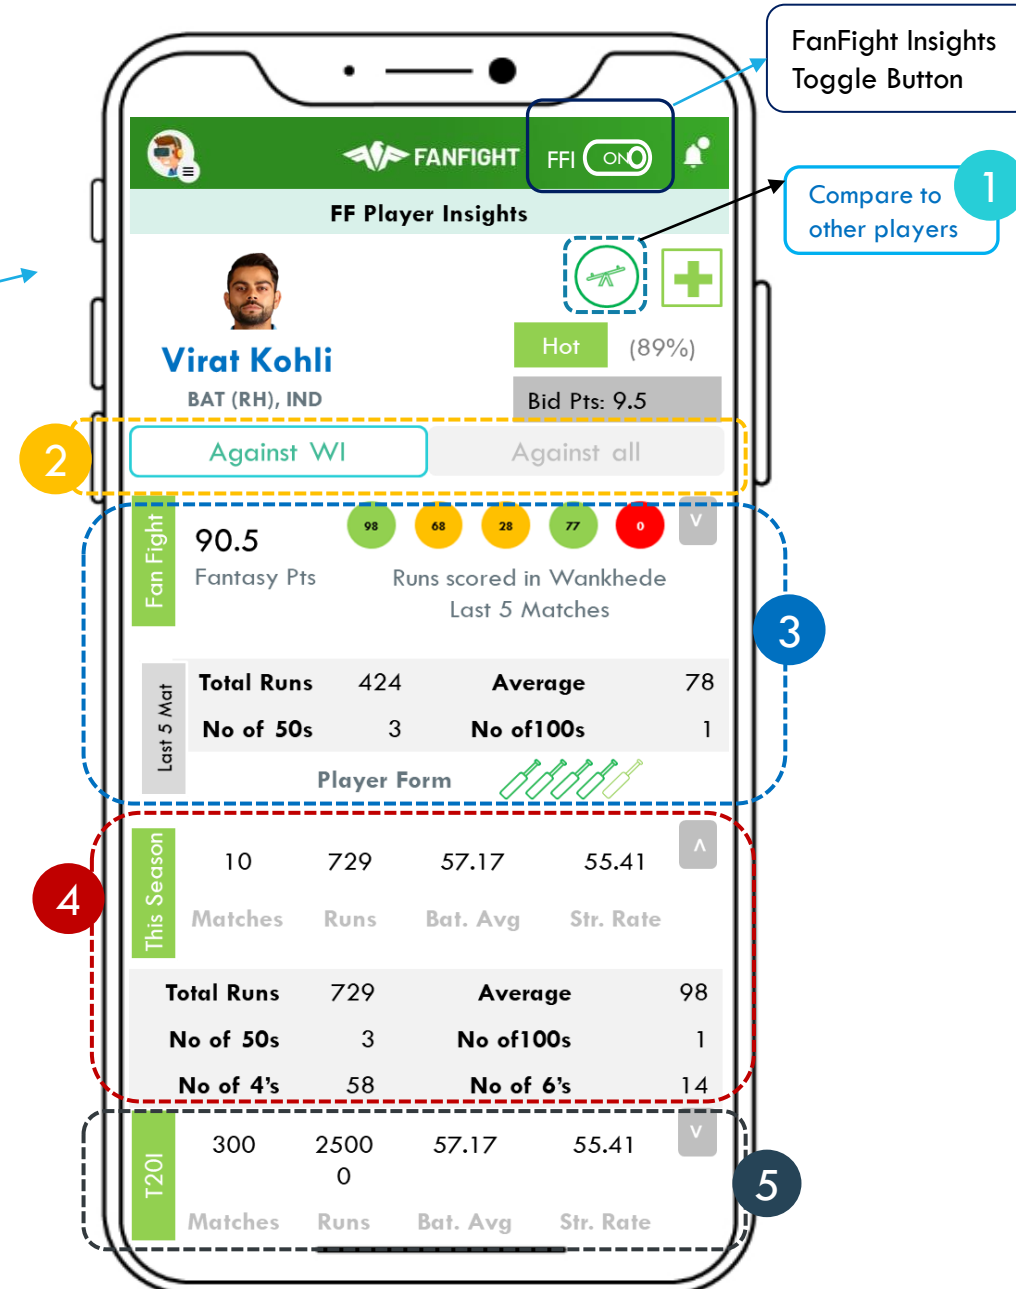 FanFight Insights
Toggle Button
FANFIGHT
FFI
ON
1
Compare to
other players
FF Player Insights
Virat Kohli
BAT (RH), IND
Hot
(89%)
Bid Pts: 9.5
2
Against WI
Against all
Fan Fight
90.5
Fantasy Pts
98
68
28
77
0
V
Runs scored in Wankhede
Last 5 Matches
3
Last 5 Mat
Total Runs 424 Average 78
No of 50s 3 No of100s 1
Player Form
4
This Season
10 729 57.17 55.41
Matches Runs Bat. Avg Str. Rate
Total Runs 729 Average 98
No of 50s 3 No of100s 1
No of 4’s 58 No of 6’s 14
5
T20I
300 2500 57.17 55.41
0
V
Matches Runs Bat. Avg Str. Rate